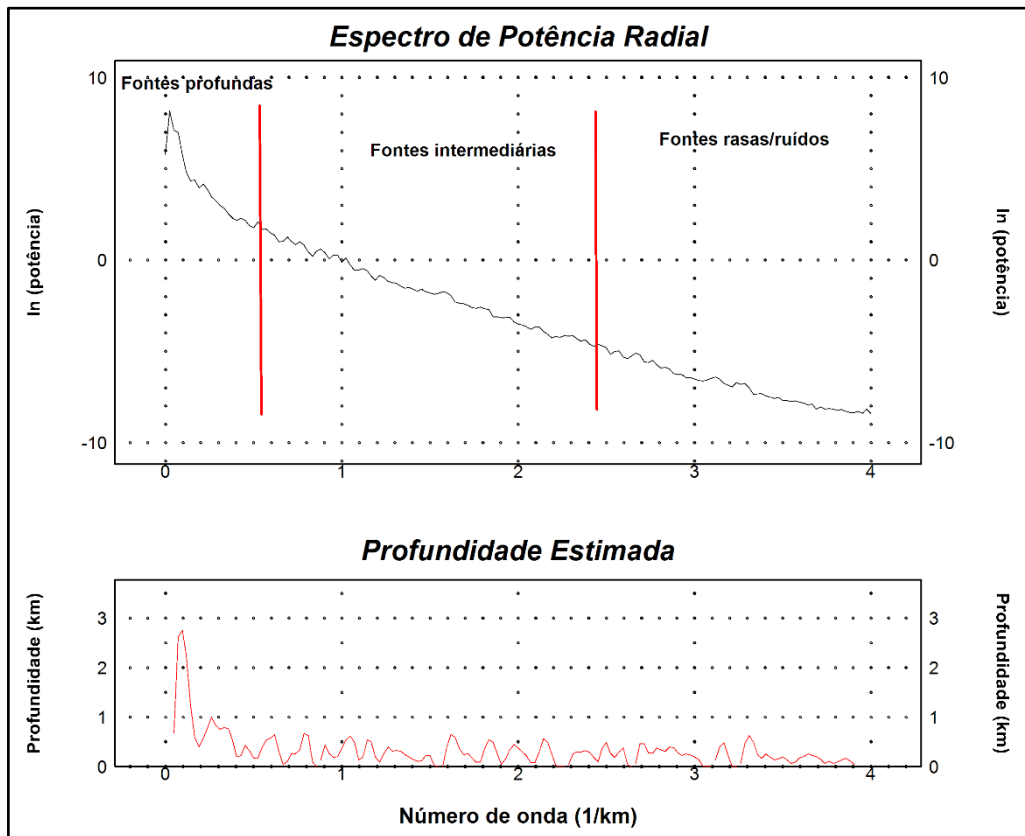 Espectro de Potência Radial
10
10
Fontes profundas
Fontes intermediárias
Fontes rasas/ruídos
ln (potência)
0
0
ln (potência)
-10
-10
0 1 2 3 4
Profundidade Estimada
Profundidade (km)
3
3
2
2
1
1
0
0
Profundidade (km)
0 1 2 3 4
Número de onda (1/km)